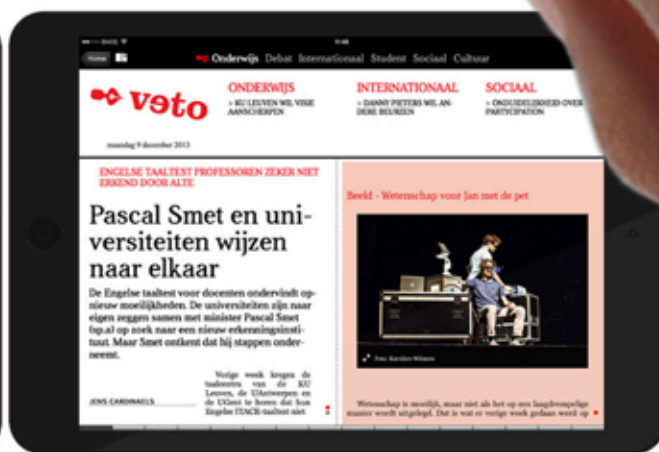 BASE
11:48
Home
Onderwijs Debat Internationaal Student Sociaal Cultuur
veto
maandag 9 december 2013
ONDERWIJS
» KU LEUVEN WIL VISIE
AANSCHERPEN
INTERNATIONAAL
» DANNY PIETERS WIL AN-
DERE BEURZEN
SOCIAAL
» ONDUIDELIJKHEID OVER
PARTYCIPATION
ENGELSE TAALTEST PROFESSOREN ZEKER NIET
ERKEND DOOR ALTE
Pascal Smet en uni-
versiteiten wijzen
naar elkaar
De Engelse taaltest voor docenten ondervindt op-
nieuw moeilijkheden. De universiteiten zijn naar
eigen zeggen samen met minister Pascal Smet
(sp.a) op zoek naar een nieuw erkenningsinsti-
tuut. Maar Smet ontkent dat hij stappen onder-
neemt.
JENS CARDINAELS
Vorige week kregen de
taalcentra van de KU
Leuven, de UAntwerpen en
de UGent te horen dat hun
Engelse ITACE-taaltest niet
Beeld - Wetenschap voor Jan met de pet
Foto: Karolien Wilmots
Wetenschap is moeilijk, maar niet als het op een laagdrempelige
manier wordt uitgelegd. Dat is wat er vorige week gedaan werd op